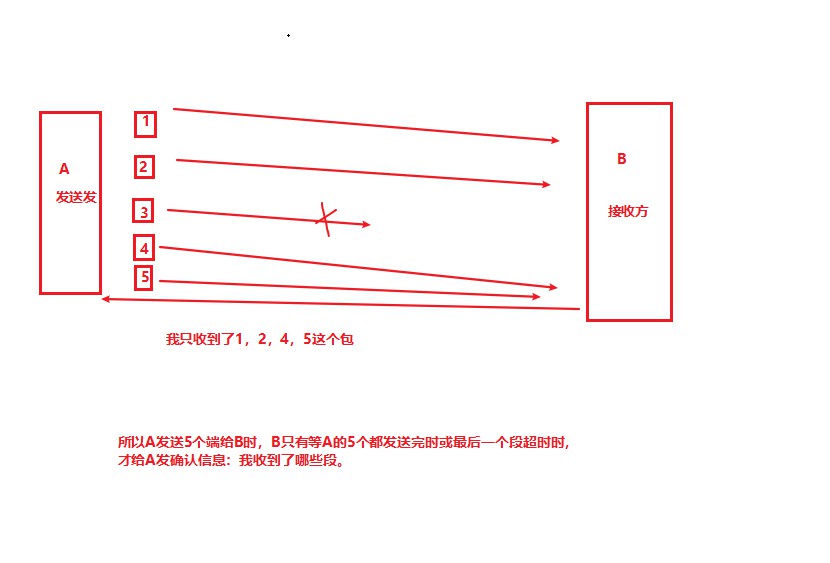 A
发送发
1
2
3
4
5
B
接收方
我只收到了1，2，4，5这个包
所以A发送5个端给B时，B只有等A的5个都发送完时或最后一个段超时时，
才给A发确认信息：我收到了哪些段。